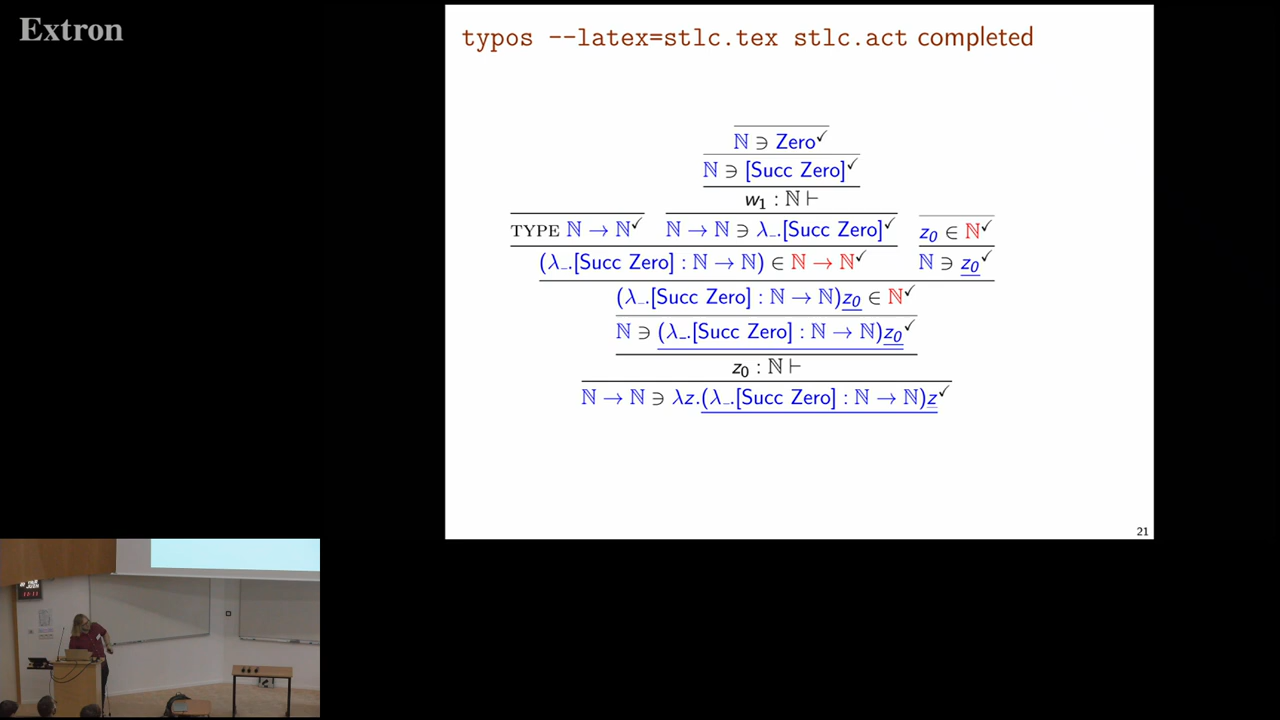 Extron
typos --latex=stlc.tex stlc.act completed
ℕ ∋ Zero✓
ℕ ∋ [Succ Zero]✓
w₁ : ℕ ⊢
TYPE ℕ → ℕ✓ ℕ → ℕ ∋ λ_.[Succ Zero]✓ z₀ ∈ ℕ✓
(λ_.[Succ Zero] : ℕ → ℕ) ∈ ℕ → ℕ✓ ℕ ∋ z₀✓
(λ_.[Succ Zero] : ℕ → ℕ)z₀ ∈ ℕ✓
ℕ ∋ (λ_.[Succ Zero] : ℕ → ℕ)z₀✓
z₀ : ℕ ⊢
ℕ → ℕ ∋ λz.(λ_.[Succ Zero] : ℕ → ℕ)z✓
21